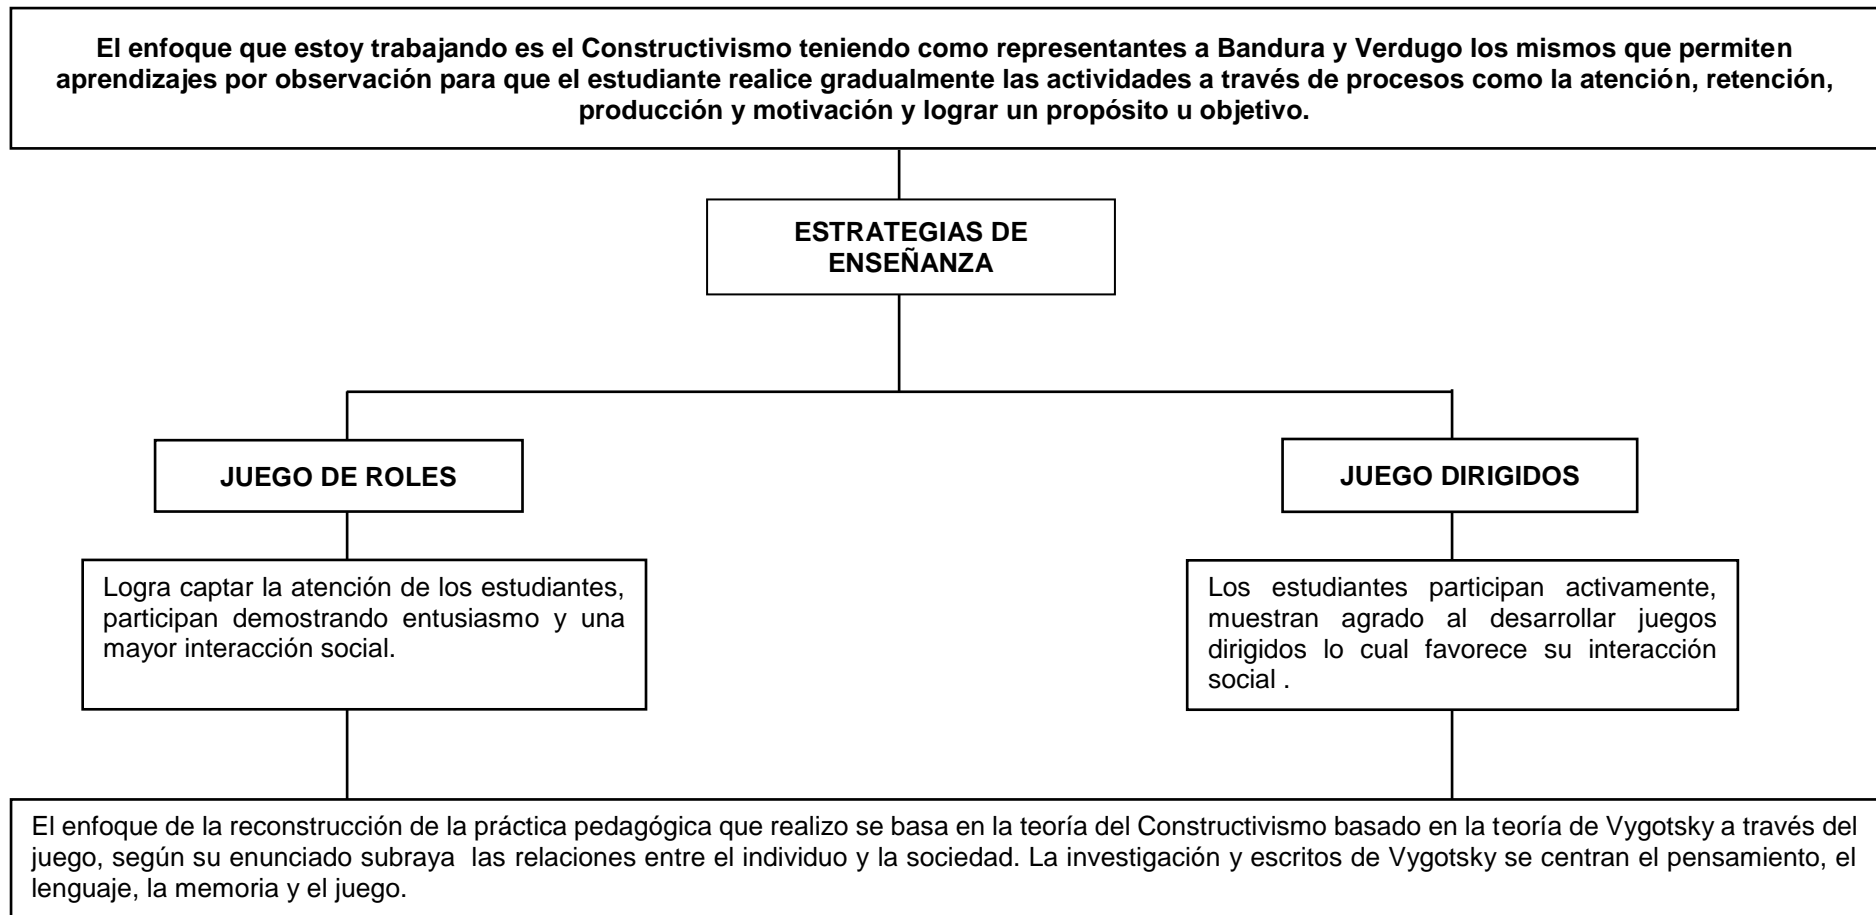 El enfoque que estoy trabajando es el Constructivismo teniendo como representantes a Bandura y Verdugo los mismos que permiten
aprendizajes por observación para que el estudiante realice gradualmente las actividades a través de procesos como la atención, retención,
producción y motivación y lograr un propósito u objetivo.
ESTRATEGIAS DE
ENSEÑANZA
JUEGO DE ROLES
JUEGO DIRIGIDOS
Logra captar la atención de los estudiantes,
participan demostrando entusiasmo y una
mayor interacción social.
Los estudiantes participan activamente,
muestran agrado al desarrollar juegos
dirigidos lo cual favorece su interacción
social .
El enfoque de la reconstrucción de la práctica pedagógica que realizo se basa en la teoría del Constructivismo basado en la teoría de Vygotsky a través del
juego, según su enunciado subraya  las relaciones entre el individuo y la sociedad. La investigación y escritos de Vygotsky se centran el pensamiento, el
lenguaje, la memoria y el juego.